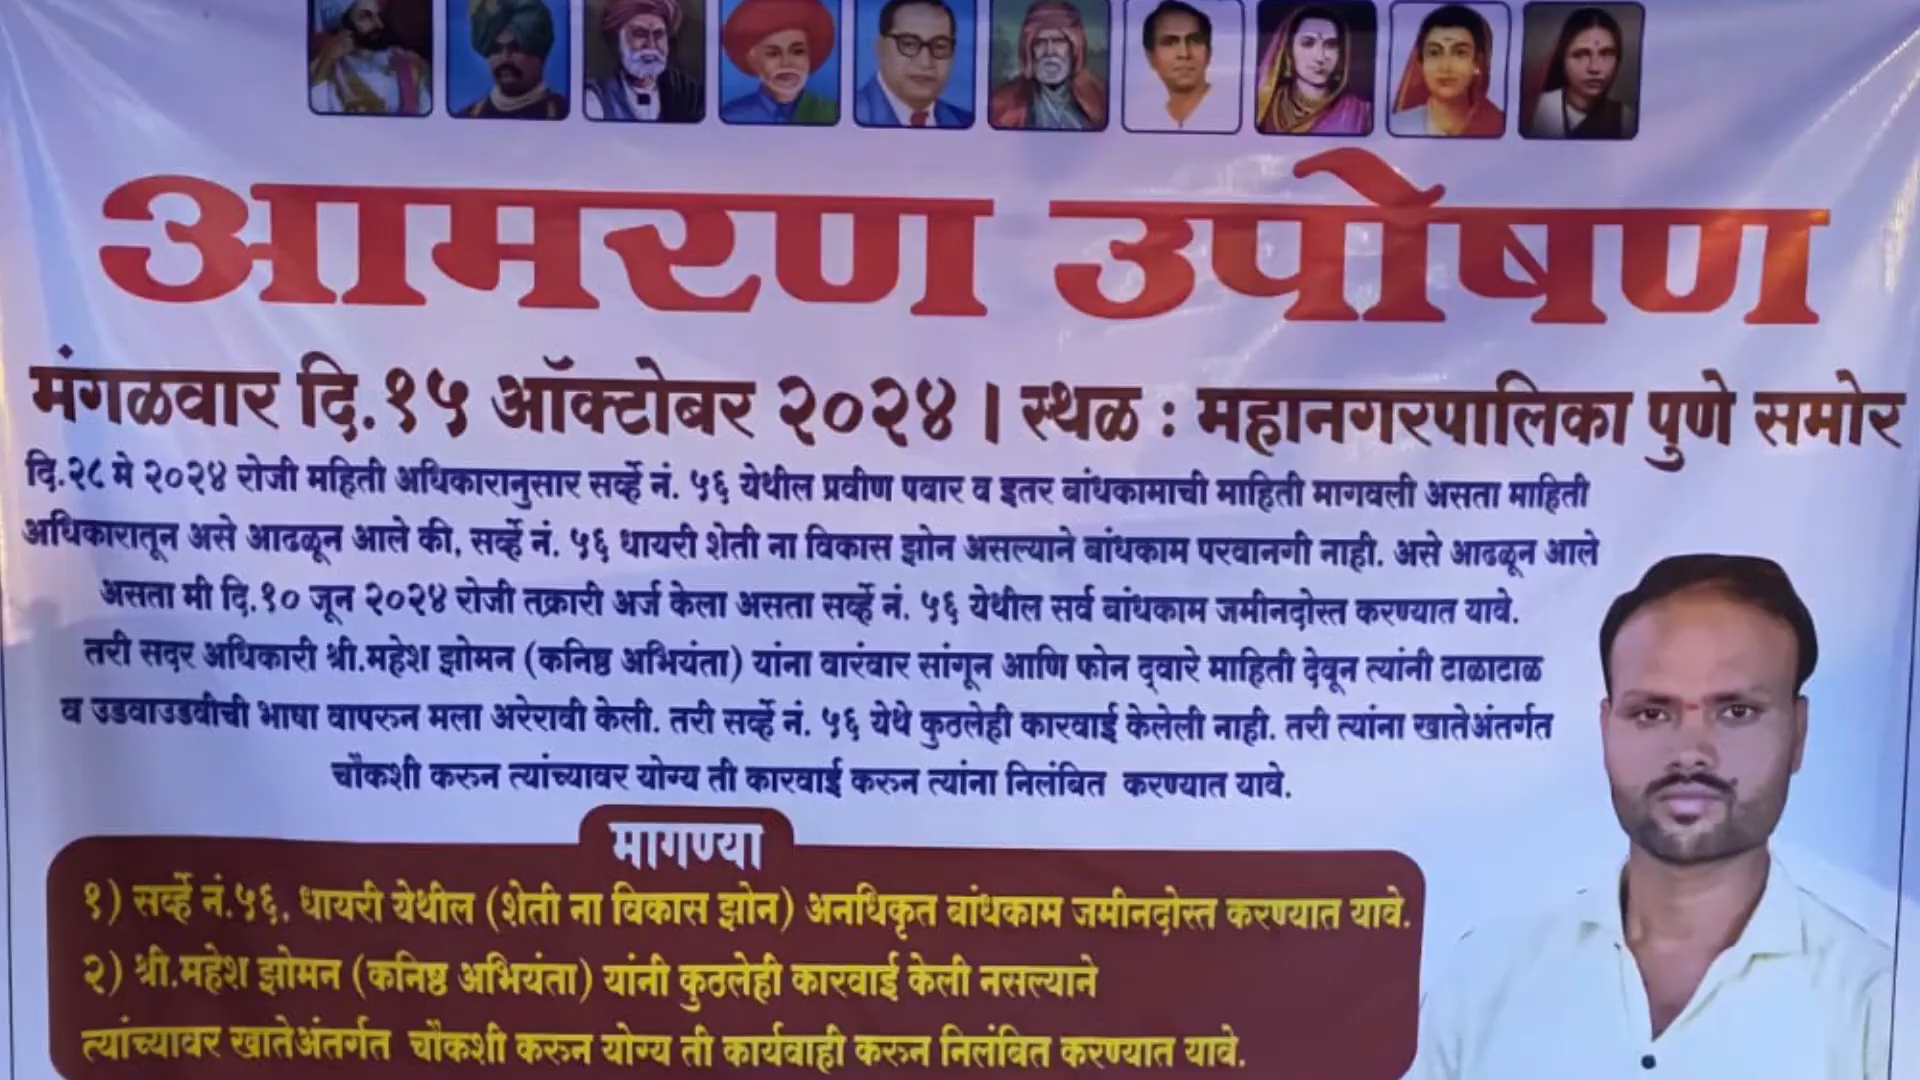 आमरण उपोषण
मंगळवार दि.१५ ऑक्टोबर २०२४ । स्थळ : महानगरपालिका पुणे समोर
दि.२८ मे २०२४ रोजी महिती अधिकारानुसार सर्व्हे नं. ५६ येथील प्रवीण पवार व इतर बांधकामाची माहिती मागवली असता माहिती
अधिकारातून असे आढळून आले की, सर्व्हे नं. ५६ धायरी शेती ना विकास झोन असल्याने बांधकाम परवानगी नाही. असे आढळून आले
असता मी दि.१० जून २०२४ रोजी तक्रारी अर्ज केला असता सर्व्हे नं. ५६ येथील सर्व बांधकाम जमीनदोस्त करण्यात यावे.
तरी सदर अधिकारी श्री.महेश झोमन (कनिष्ठ अभियंता) यांना वारंवार सांगून आणि फोन द्वारे माहिती देवून त्यांनी टाळाटाळ
व उडवाउडवीची भाषा वापरुन मला अरेरावी केली. तरी सर्व्हे नं. ५६ येथे कुठलेही कारवाई केलेली नाही. तरी त्यांना खातेअंतर्गत
चौकशी करुन त्यांच्यावर योग्य ती कारवाई करुन त्यांना निलंबित करण्यात यावे.
मागण्या
१) सर्व्हे नं.५६, धायरी येथील (शेती ना विकास झोन) अनधिकृत बांधकाम जमीनदोस्त करण्यात यावे.
२) श्री.महेश झोमन (कनिष्ठ अभियंता) यांनी कुठलेही कारवाई केली नसल्याने
त्यांच्यावर खातेअंतर्गत चौकशी करुन योग्य ती कार्यवाही करुन निलंबित करण्यात यावे.